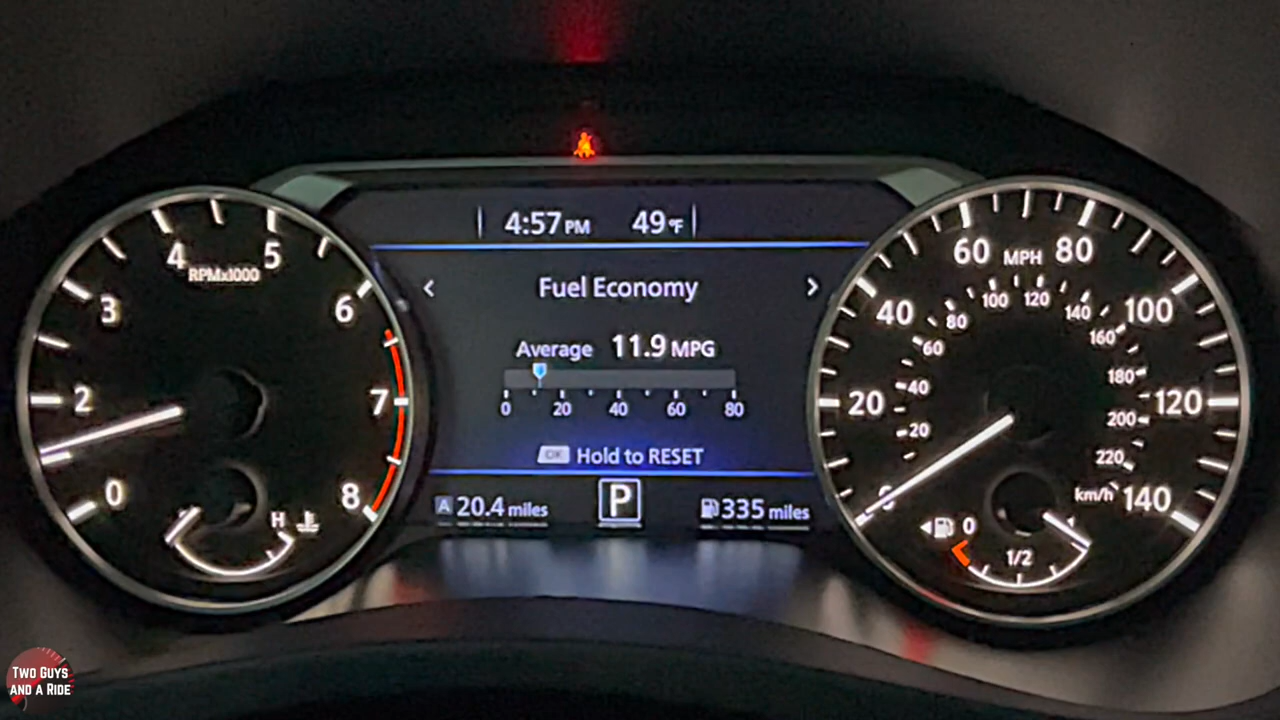 4:57 PM 49°F
< Fuel Economy >
Average 11.9 MPG
0 20 40 60 80
OK Hold to RESET
A 20.4 miles P 335 miles
0 2 3 4 5 6 7 8
RPMx1000
H
0 20 40 60 80 100 120 140
MPH
20 40 60 80 100 120 140 160 180 200 220
km/h
0 1/2
TWO GUYS
AND A RIDE